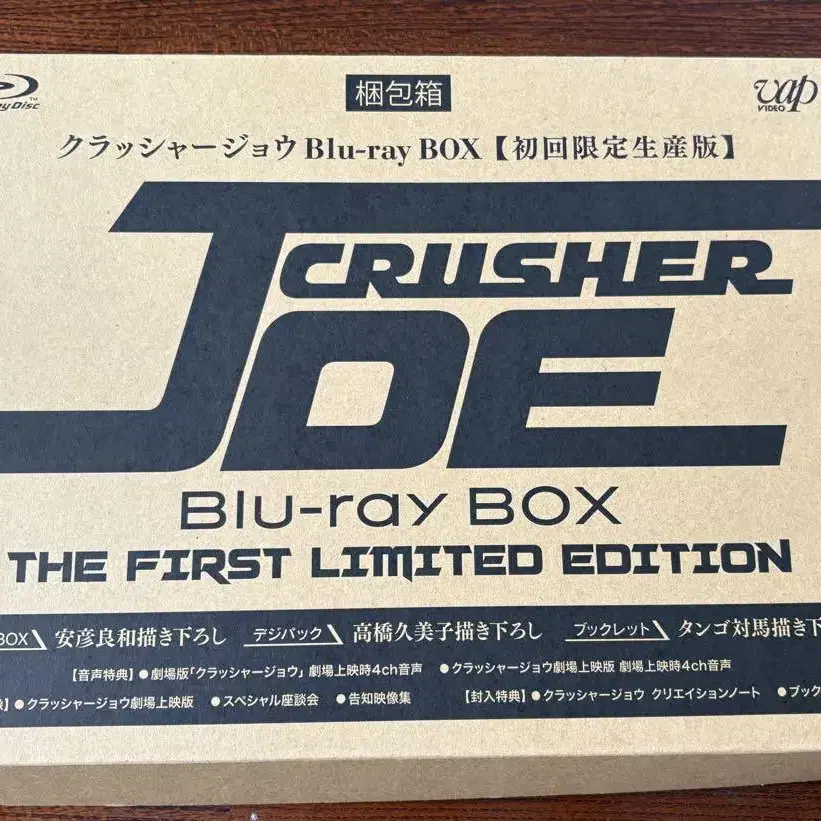 梱包箱
vap
VIDEO
クラッシャージョウ Blu-ray BOX【初回限定生産版】
CRUSHER
JOE
Blu-ray BOX
THE FIRST LIMITED EDITION
BOX 安彦良和描き下ろし デジパック 高橋久美子描き下ろし ブックレット タンゴ対馬描き下
【音声特典】●劇場版「クラッシャージョウ」劇場上映時4ch音声 ●クラッシャージョウ劇場上映版 劇場上映時4ch音声
】●クラッシャージョウ劇場上映版 ●スペシャル座談会 ●告知映像集 【封入特典】●クラッシャージョウ クリエイションノート ●ブック